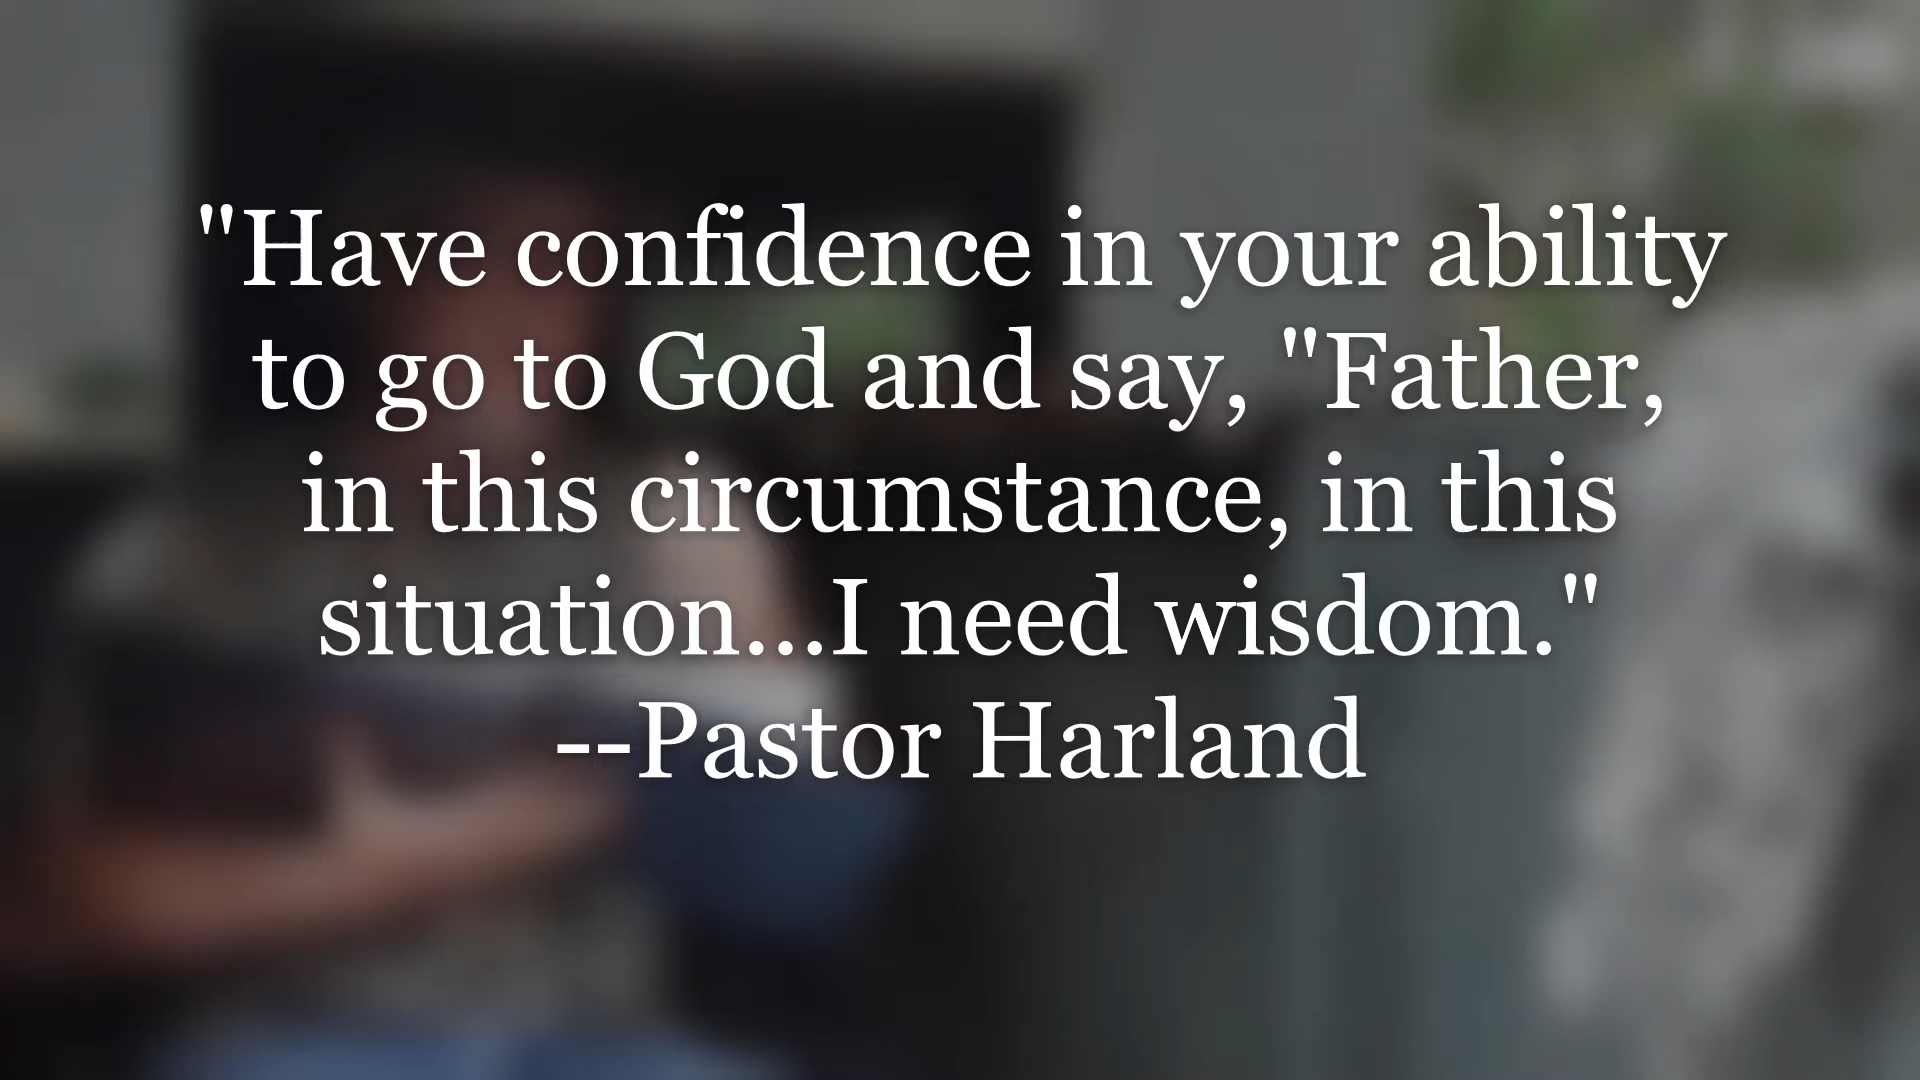 "Have confidence in your ability
to go to God and say, "Father,
in this circumstance, in this
situation...I need wisdom."
--Pastor Harland